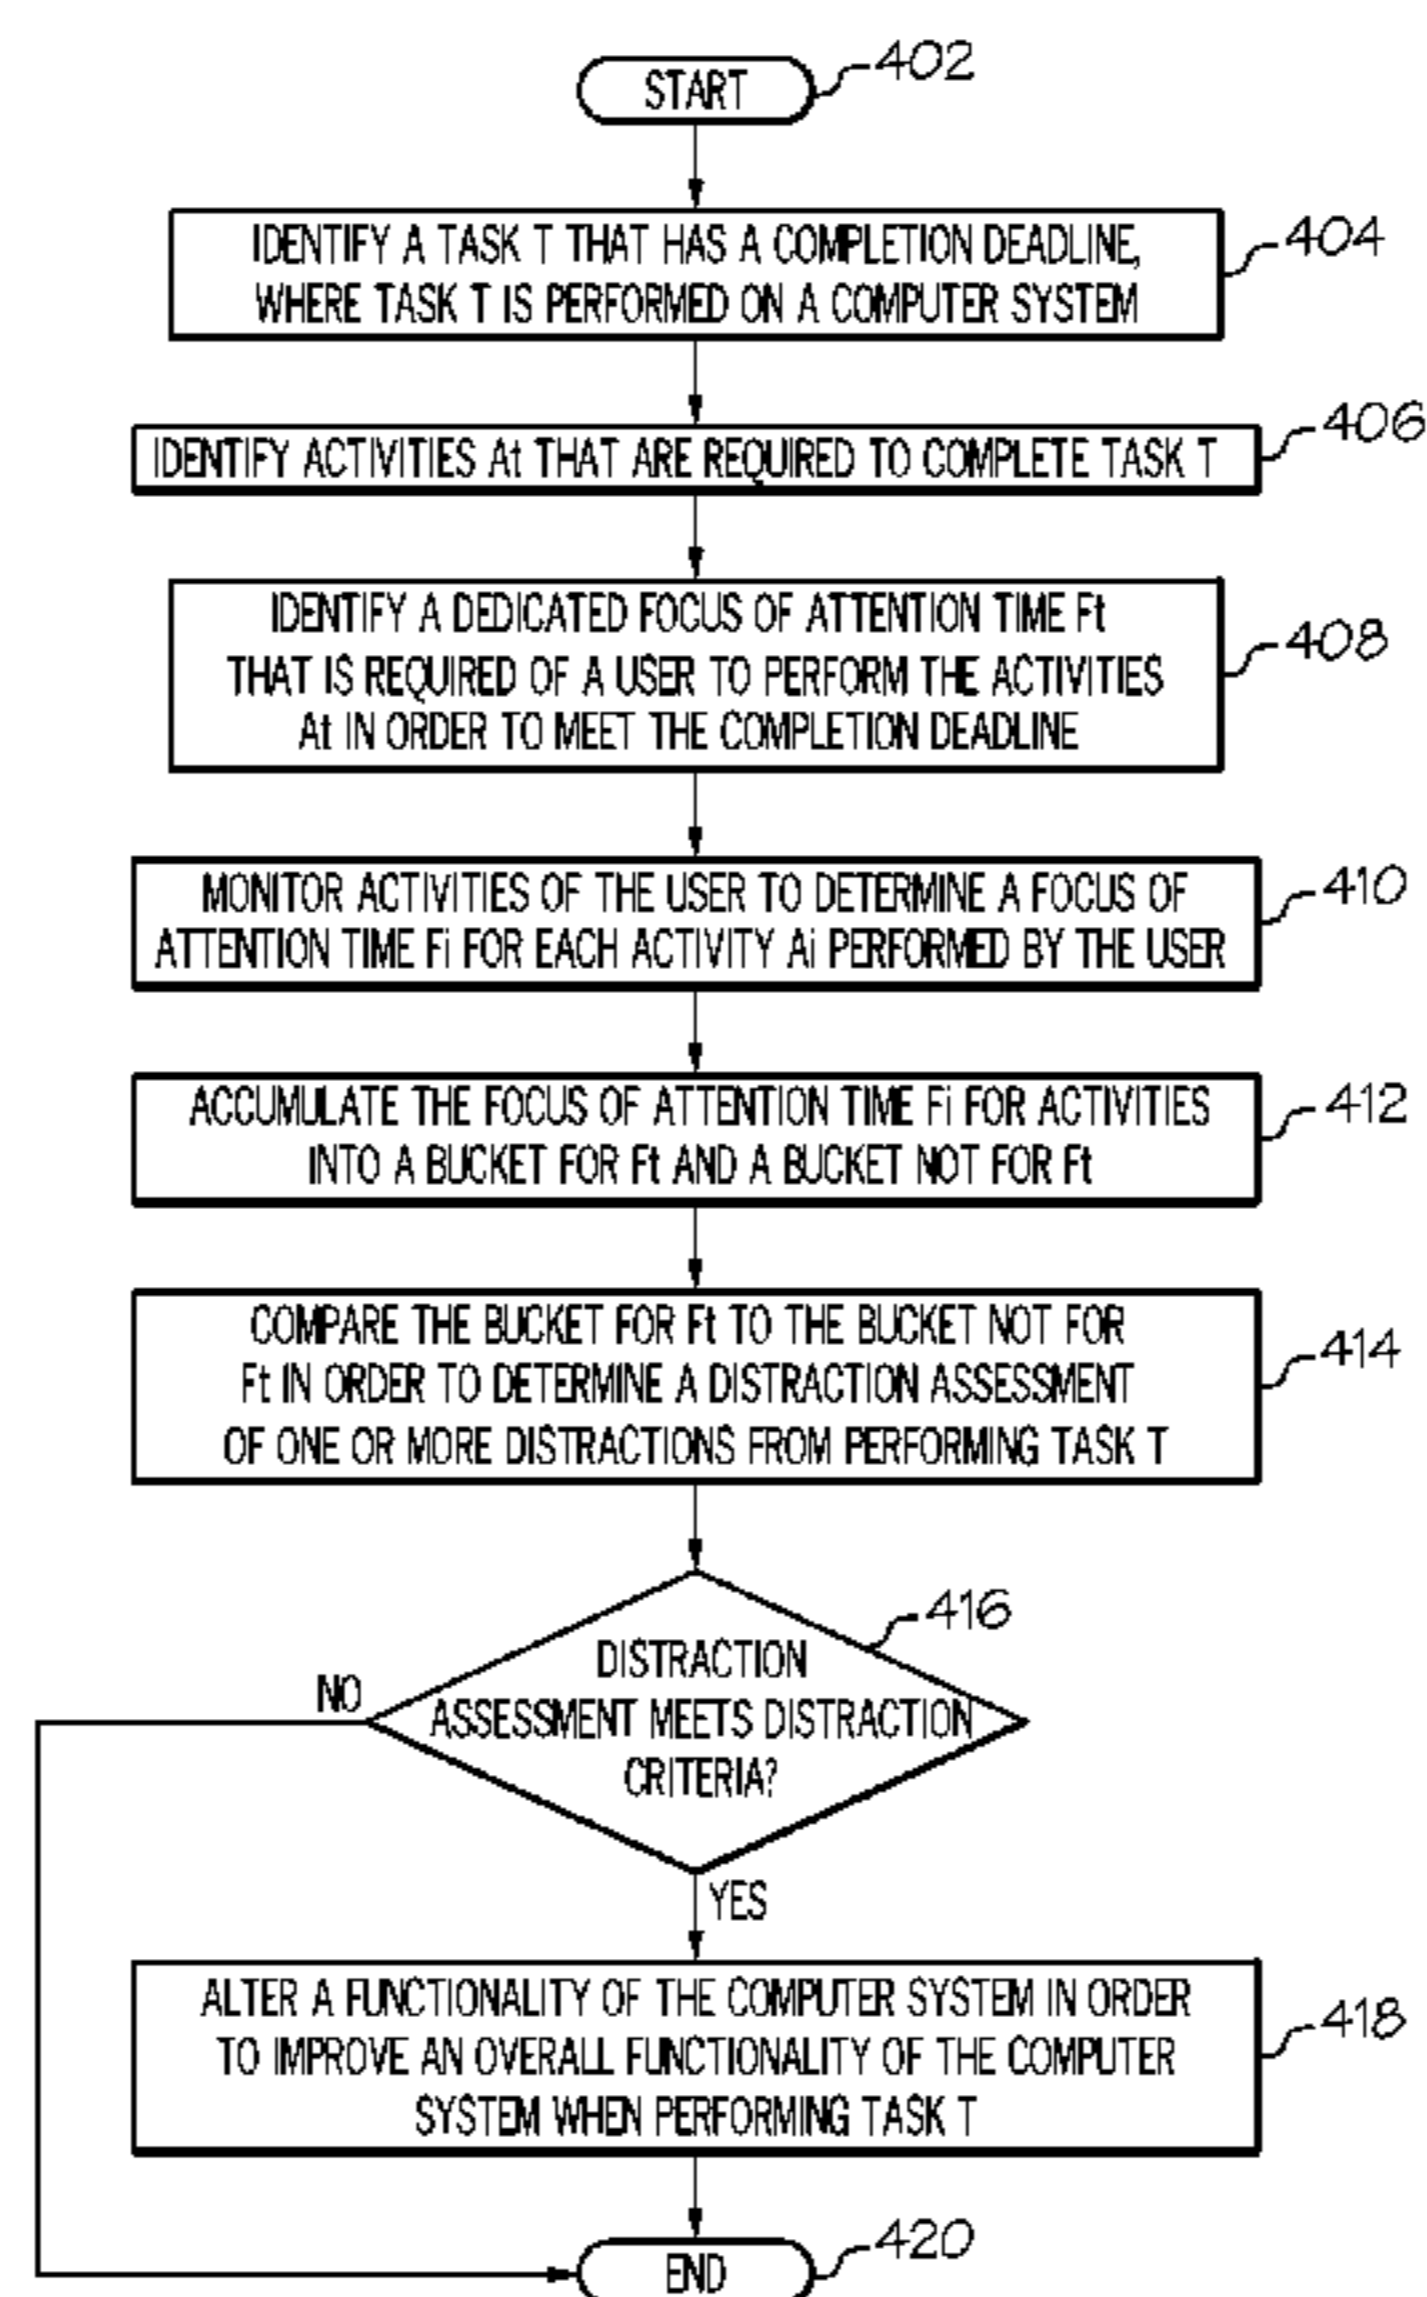 START
402
IDENTIFY A TASK T THAT HAS A COMPLETION DEADLINE,
WHERE TASK T IS PERFORMED ON A COMPUTER SYSTEM
404
IDENTIFY ACTIVITIES At THAT ARE REQUIRED TO COMPLETE TASK T
406
IDENTIFY A DEDICATED FOCUS OF ATTENTION TIME Ft
THAT IS REQUIRED OF A USER TO PERFORM THE ACTIVITIES
At IN ORDER TO MEET THE COMPLETION DEADLINE
408
MONITOR ACTIVITIES OF THE USER TO DETERMINE A FOCUS OF
ATTENTION TIME Fi FOR EACH ACTIVITY Ai PERFORMED BY THE USER
410
ACCUMULATE THE FOCUS OF ATTENTION TIME Fi FOR ACTIVITIES
INTO A BUCKET FOR Ft AND A BUCKET NOT FOR Ft
412
COMPARE THE BUCKET FOR Ft TO THE BUCKET NOT FOR
Ft IN ORDER TO DETERMINE A DISTRACTION ASSESSMENT
OF ONE OR MORE DISTRACTIONS FROM PERFORMING TASK T
414
416
DISTRACTION
ASSESSMENT MEETS DISTRACTION
CRITERIA?
NO
YES
ALTER A FUNCTIONALITY OF THE COMPUTER SYSTEM IN ORDER
TO IMPROVE AN OVERALL FUNCTIONALITY OF THE COMPUTER
SYSTEM WHEN PERFORMING TASK T
418
END
420